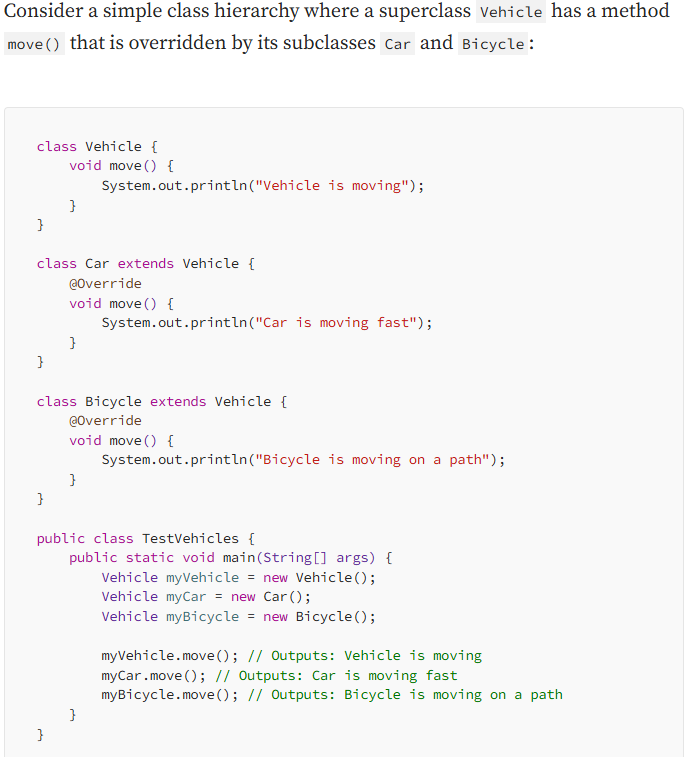 Consider a simple class hierarchy where a superclass Vehicle has a method
move() that is overridden by its subclasses Car and Bicycle:
class Vehicle {
    void move() {
        System.out.println("Vehicle is moving");
    }
}
class Car extends Vehicle {
    @Override
    void move() {
        System.out.println("Car is moving fast");
    }
}
class Bicycle extends Vehicle {
    @Override
    void move() {
        System.out.println("Bicycle is moving on a path");
    }
}
public class TestVehicles {
    public static void main(String[] args) {
        Vehicle myVehicle = new Vehicle();
        Vehicle myCar = new Car();
        Vehicle myBicycle = new Bicycle();
        myVehicle.move(); // Outputs: Vehicle is moving
        myCar.move(); // Outputs: Car is moving fast
        myBicycle.move(); // Outputs: Bicycle is moving on a path
    }
}